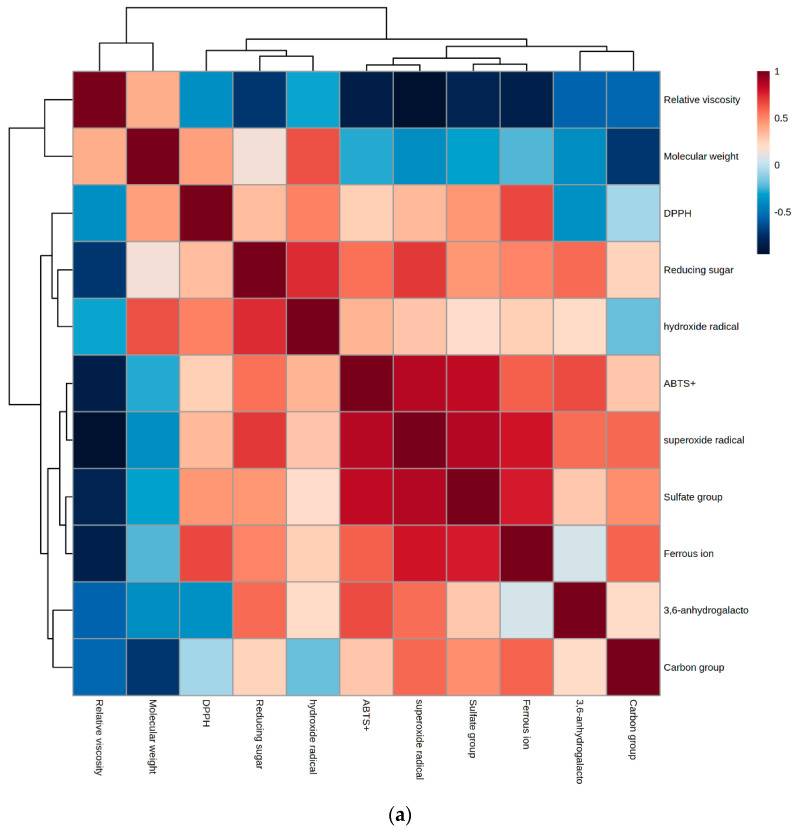 1
0.5
0
-0.5
Relative viscosity
Molecular weight
DPPH
Reducing sugar
hydroxide radical
ABTS+
superoxide radical
Sulfate group
Ferrous ion
3,6-anhydrogalacto
Carbon group
Relative viscosity
Molecular weight
DPPH
Reducing sugar
hydroxide radical
ABTS+
superoxide radical
Sulfate group
Ferrous ion
3,6-anhydrogalacto
Carbon group
(a)